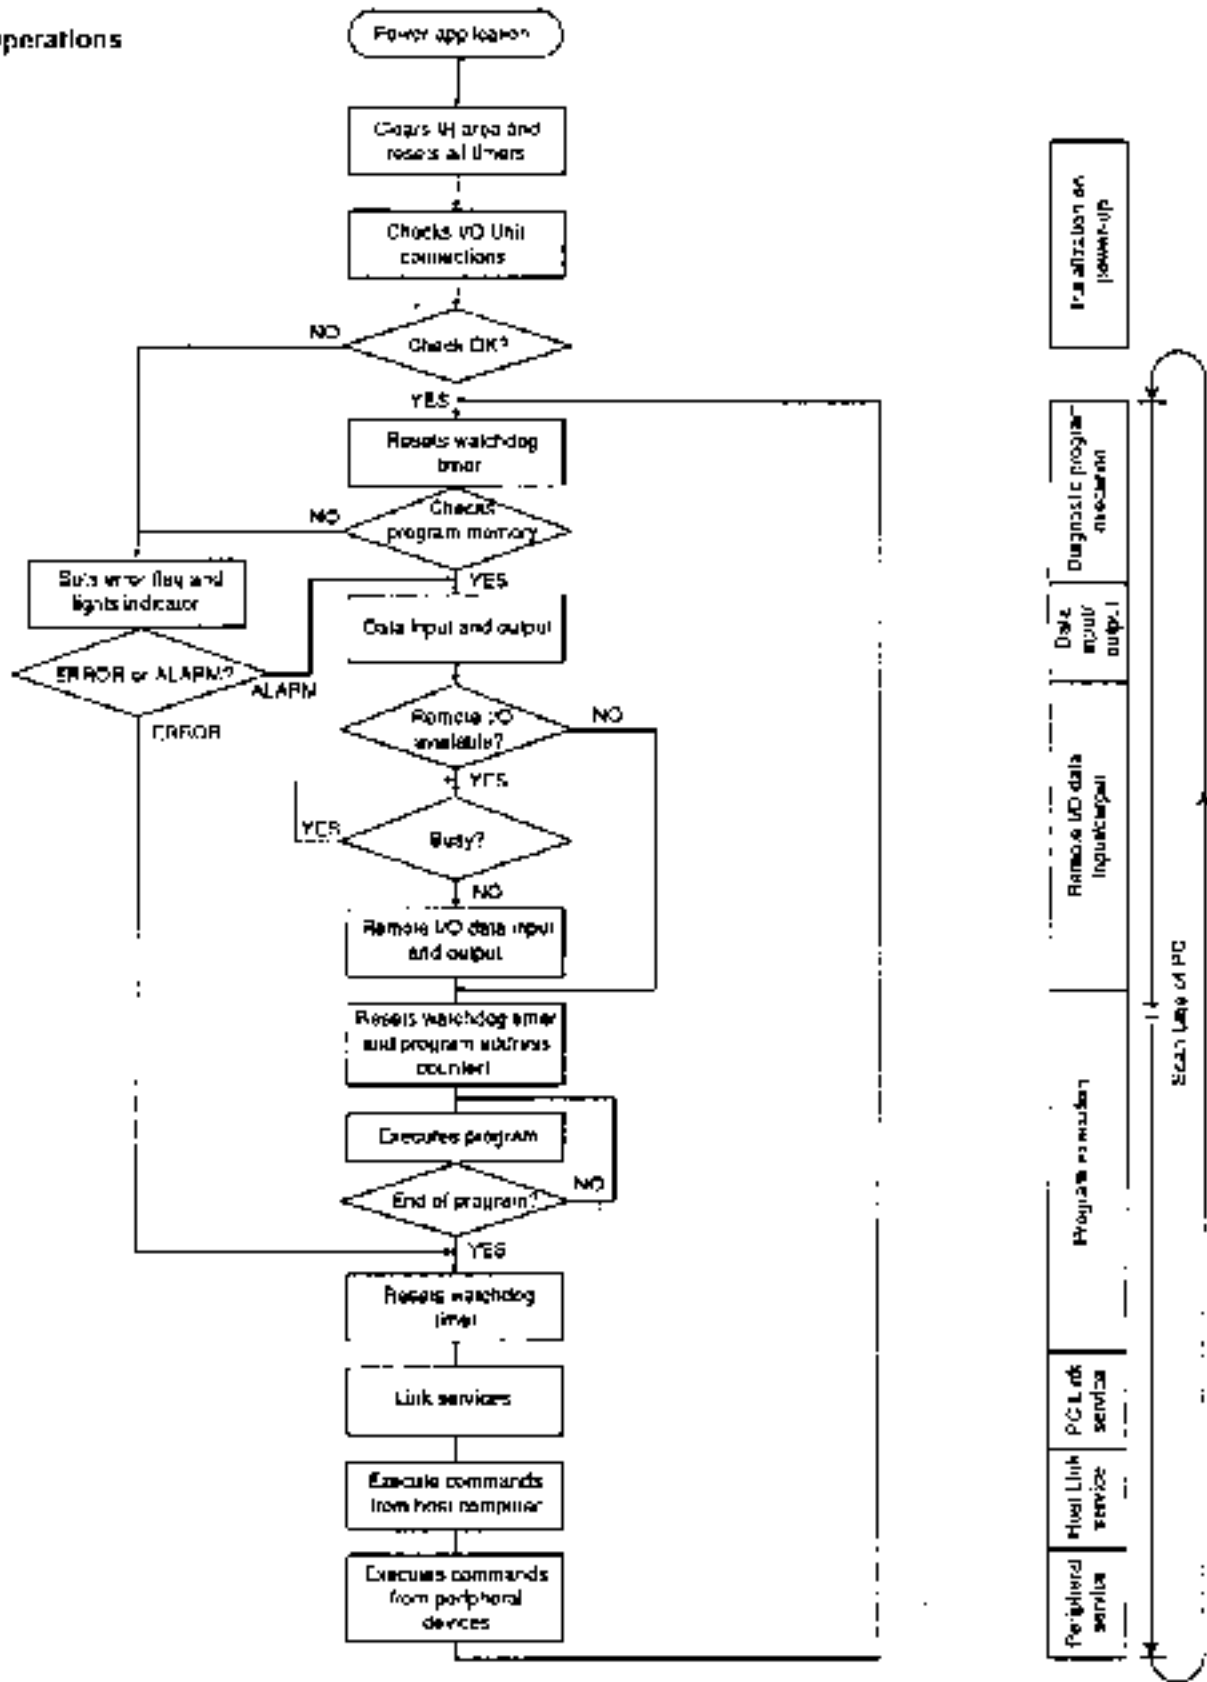 perations
Power application
Clears IR area and
resets all timers
Checks I/O Unit
connections
Check OK?
NO
YES
Resets watchdog
timer
Checks
program memory
NO
YES
Sets error flag and
lights indicator
ERROR or ALARM?
ALARM
ERROR
Data input and output
Remote I/O
available?
NO
YES
Busy?
YES
NO
Remote I/O data input
and output
Resets watchdog timer
and program address
counter
Executes program
End of program?
NO
YES
Resets watchdog
timer
Link services
Execute commands
from host computer
Executes commands
from peripheral
devices
Initialization on
power-up
Diagnostic program
execution
Data
input/
output
Remote I/O data
input/output
Program execution
PC Link
service
Host Link
service
Peripheral
service
Scan time of PC